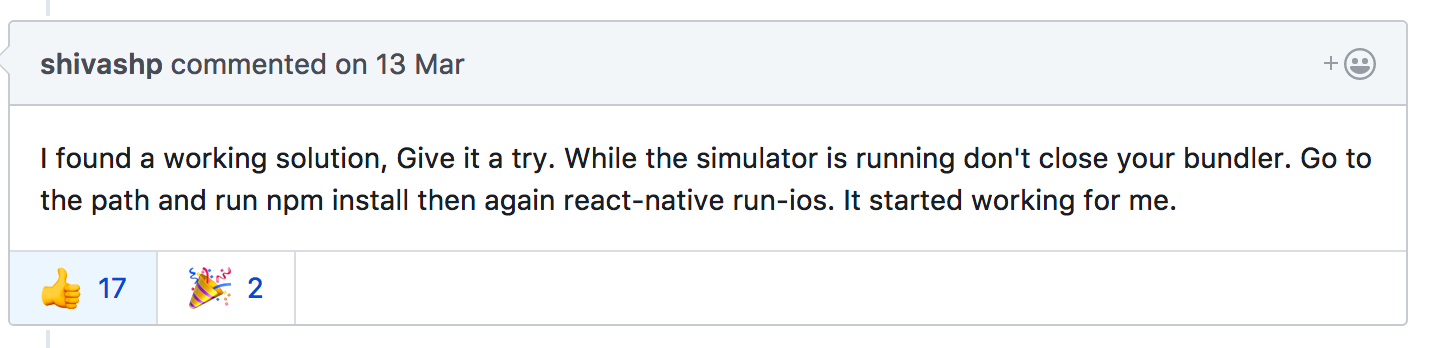 shivashp commented on 13 Mar
I found a working solution, Give it a try. While the simulator is running don't close your bundler. Go to
the path and run npm install then again react-native run-ios. It started working for me.
17 2